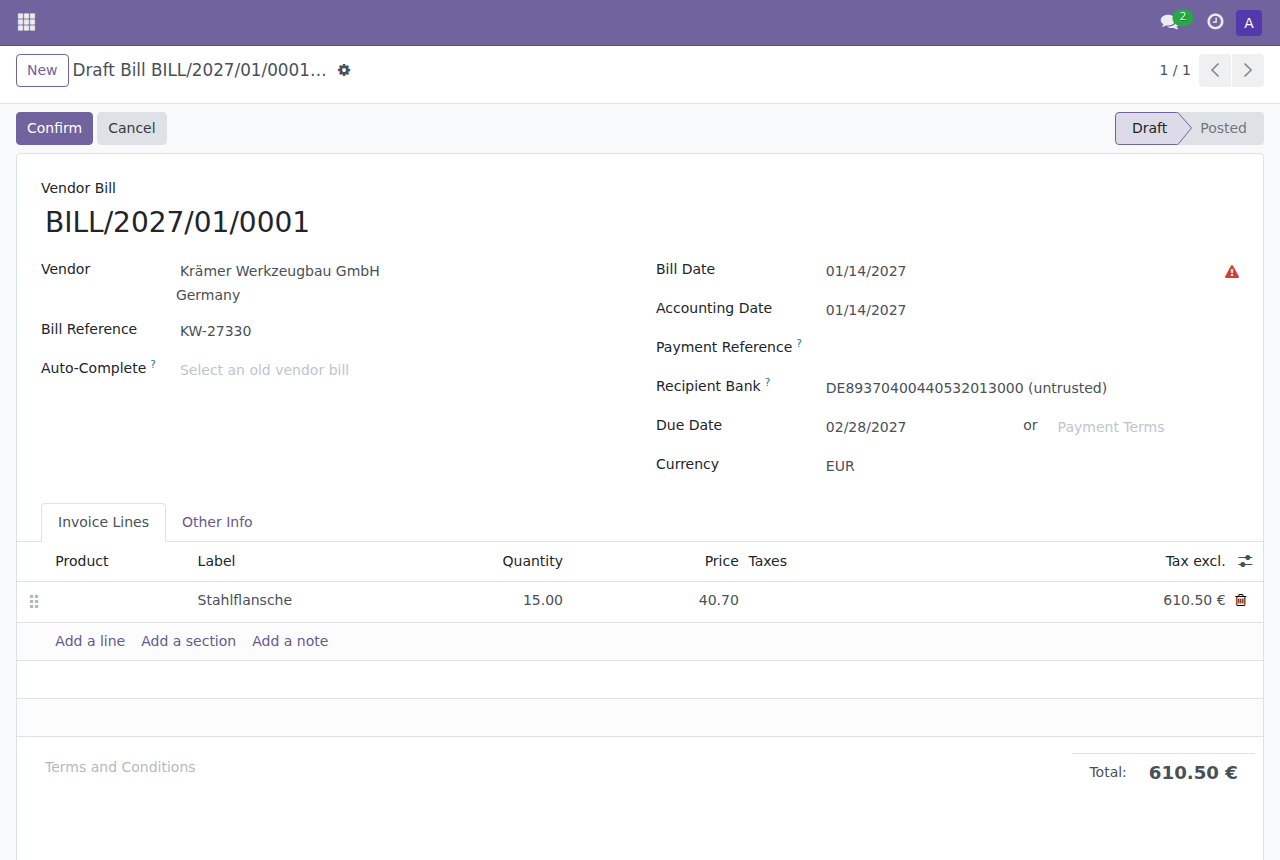 2
A
New
Draft Bill BILL/2027/01/0001...
1 / 1
Confirm
Cancel
Draft
Posted
Vendor Bill
BILL/2027/01/0001
Vendor
Krämer Werkzeugbau GmbH
Germany
Bill Reference
KW-27330
Auto-Complete ?
Select an old vendor bill
Bill Date
01/14/2027
Accounting Date
01/14/2027
Payment Reference ?
Recipient Bank ?
DE89370400440532013000 (untrusted)
Due Date
02/28/2027
or
Payment Terms
Currency
EUR
Invoice Lines
Other Info
Product Label Quantity Price Taxes Tax excl.
Stahlflansche 15.00 40.70 610.50 €
Add a line Add a section Add a note
Terms and Conditions
Total: 610.50 €